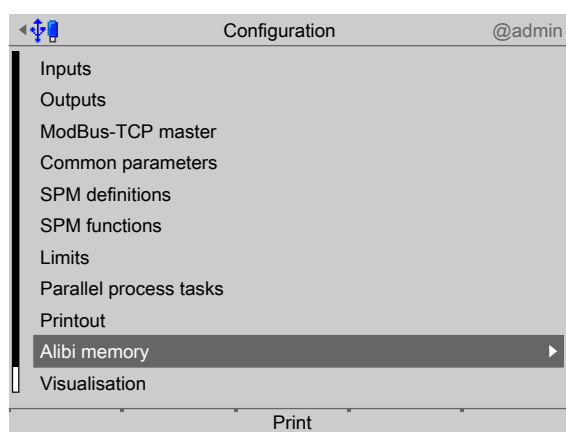 Configuration @admin
Inputs
Outputs
ModBus-TCP master
Common parameters
SPM definitions
SPM functions
Limits
Parallel process tasks
Printout
Alibi memory
Visualisation
Print